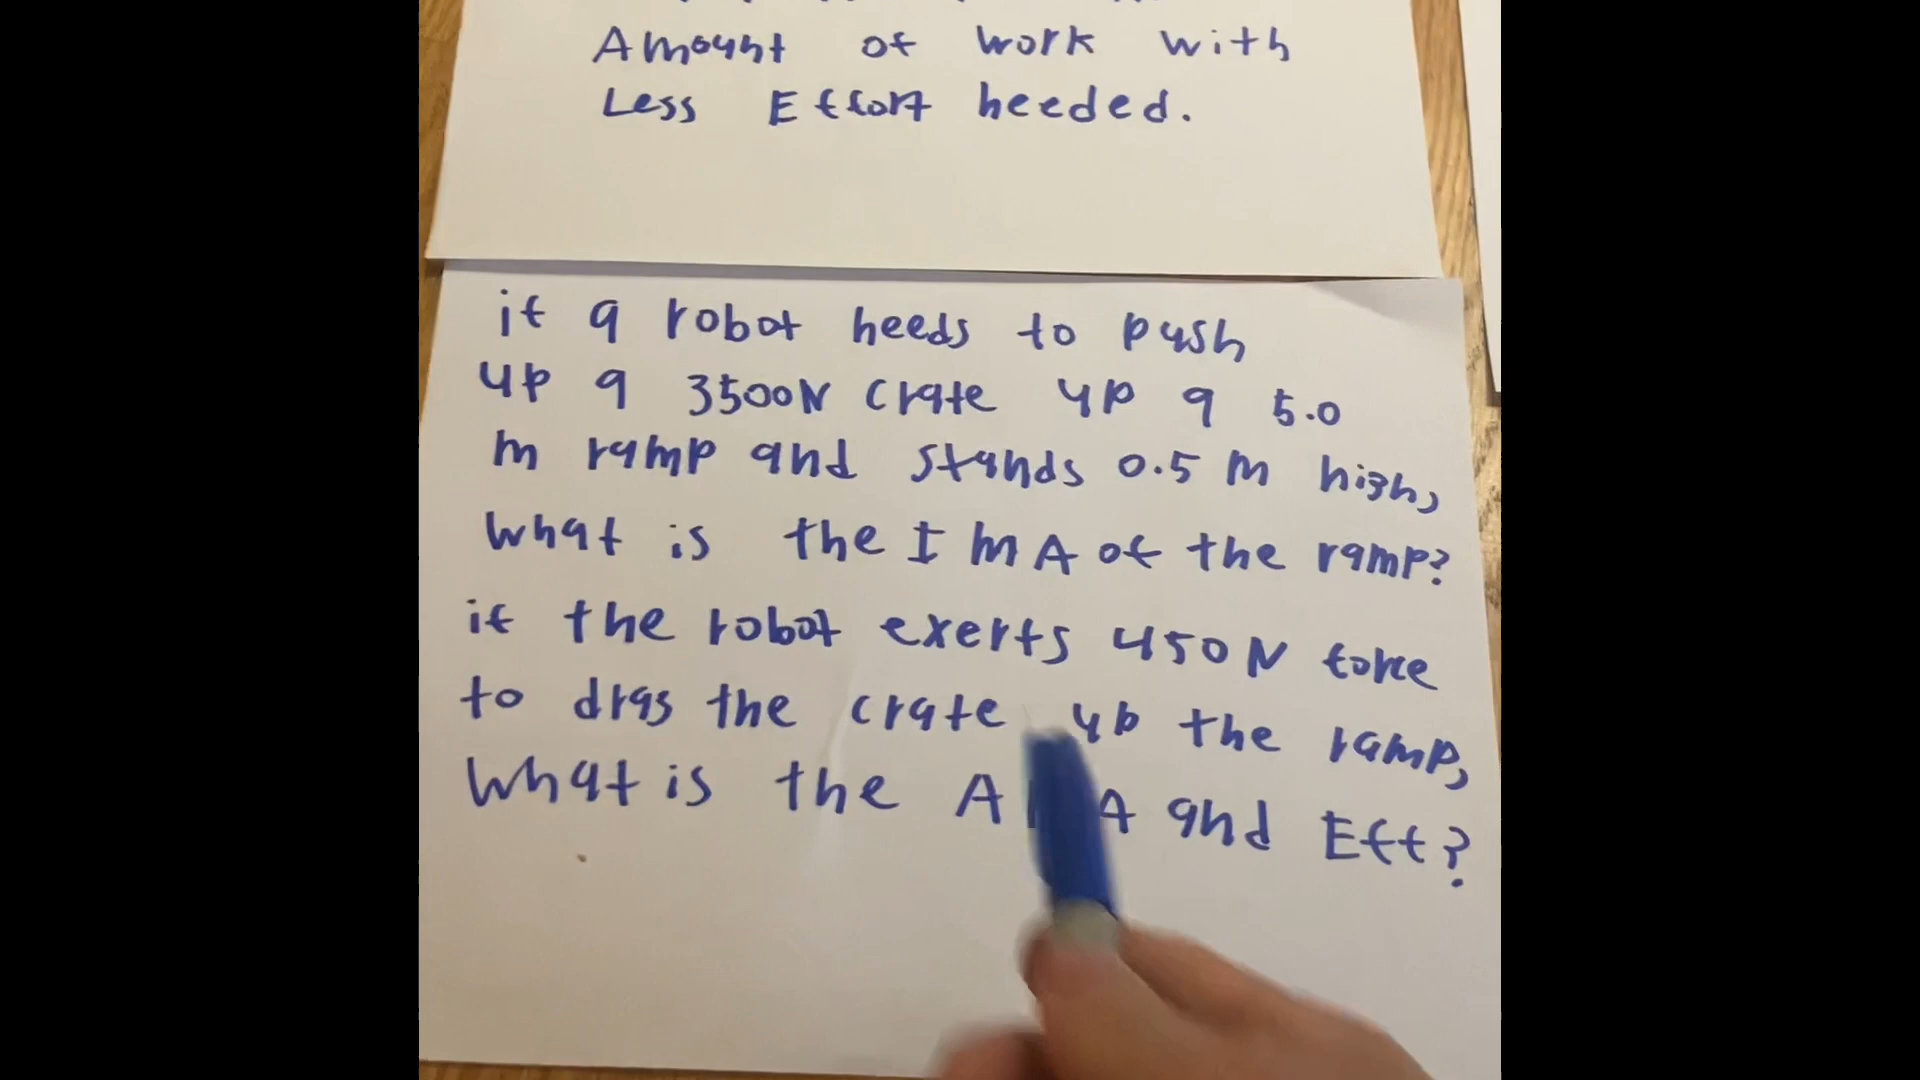 Amount of work with
Less Effort needed.
if a robot needs to push
up a 3500N crate up a 5.0
m ramp and stands 0.5 m high,
What is the I M A of the ramp?
if the robot exerts 450N force
to drag the crate up the ramp,
What is the A and Eff?